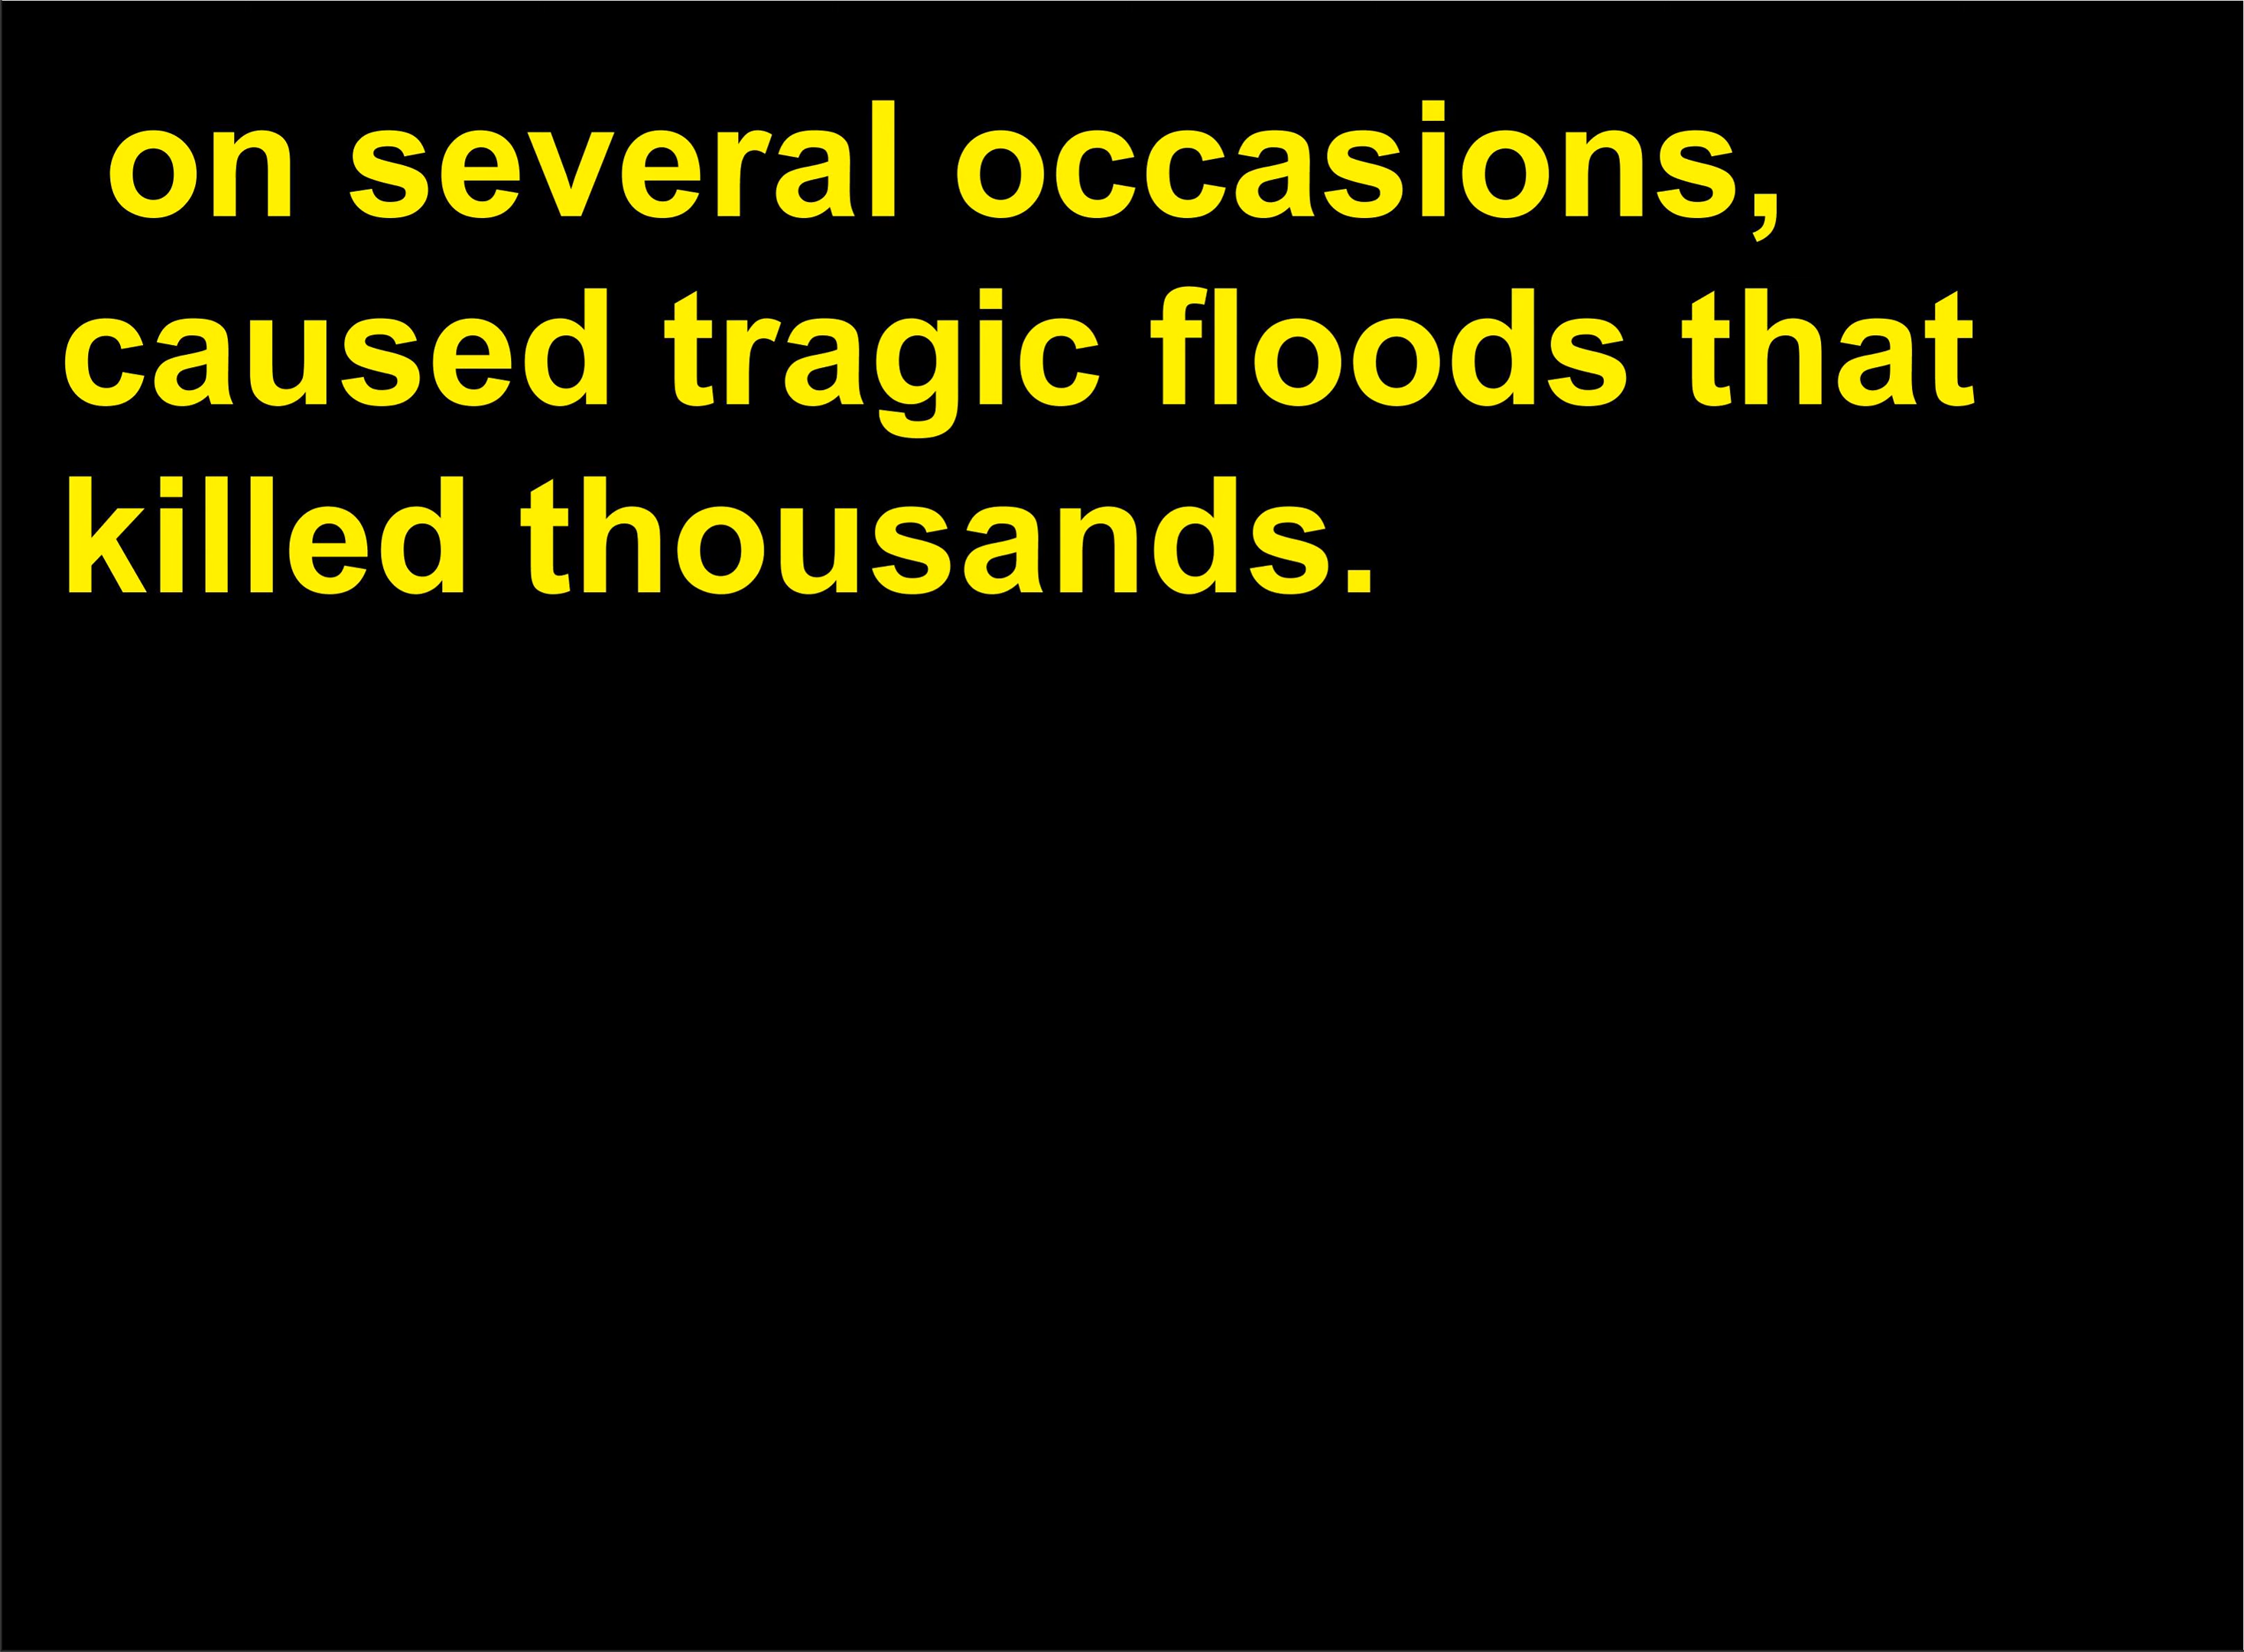 on several occasions,
caused tragic floods that
killed thousands.